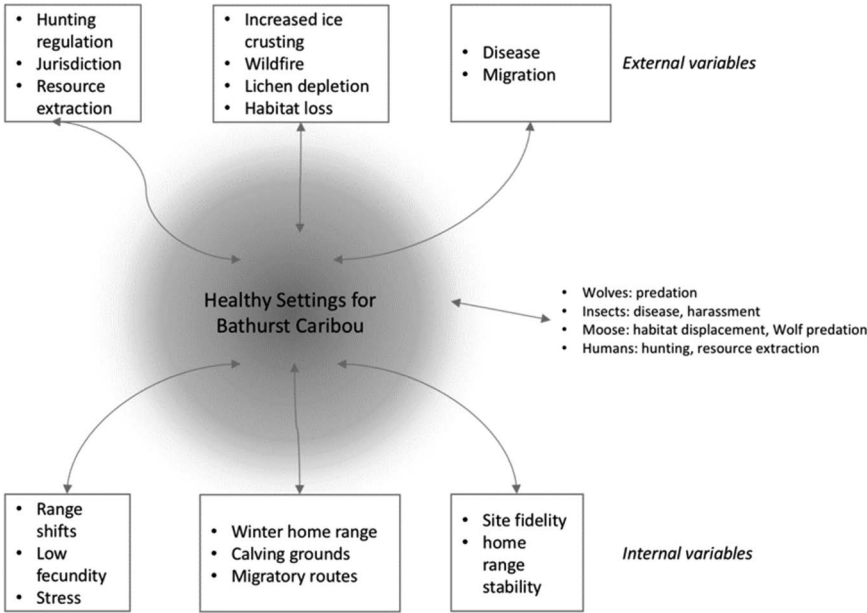 • Hunting
regulation
• Jurisdiction
• Resource
extraction
• Increased ice
crusting
• Wildfire
• Lichen depletion
• Habitat loss
• Disease
• Migration
External variables
Healthy Settings for
Bathurst Caribou
• Wolves: predation
• Insects: disease, harassment
• Moose: habitat displacement, Wolf predation
• Humans: hunting, resource extraction
• Range
shifts
• Low
fecundity
• Stress
• Winter home range
• Calving grounds
• Migratory routes
• Site fidelity
• home
range
stability
Internal variables